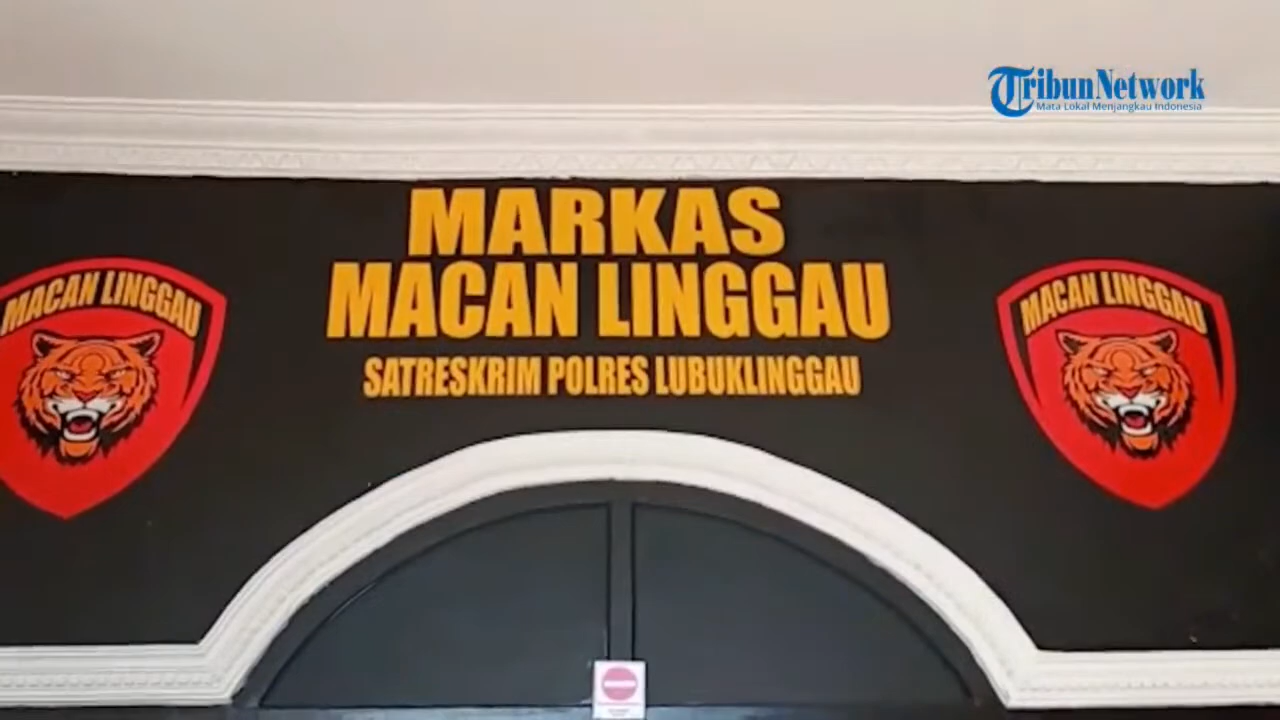 TribunNetwork
Mata Lokal Menjangkau Indonesia
MARKAS
MACAN LINGGAU
SATRESKRIM POLRES LUBUKLINGGAU
MACAN LINGGAU
MACAN LINGGAU